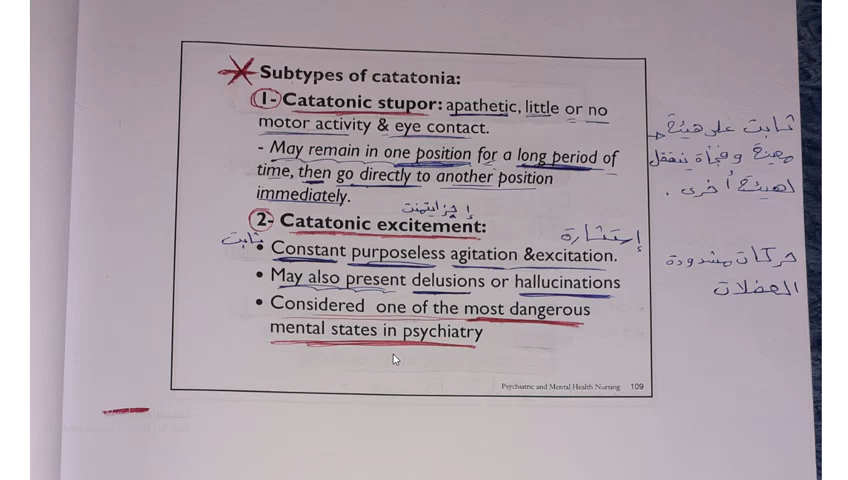 Subtypes of catatonia:
1- Catatonic stupor: apathetic, little or no
motor activity & eye contact.
- May remain in one position for a long period of
time, then go directly to another position
immediately.
2- Catatonic excitement:
• Constant purposeless agitation &excitation.
• May also present delusions or hallucinations
• Considered one of the most dangerous
mental states in psychiatry
Psychiatric and Mental Health Nursing 109
ثابت على هيئة
معينة وفجأة ينتقل
لهيئة أخرى.
إستثارة
ثابت
حركات مشدودة
العضلات